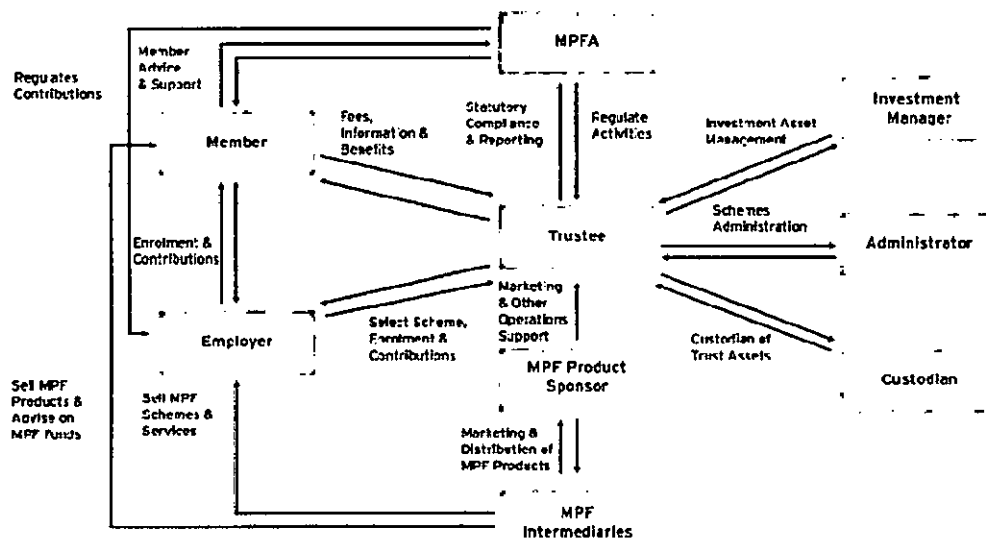 MPFA
Member
Advice
& Support
Regulates
Contributions
Investment
Manager
Statutory
Compliance
& Reporting
Regulate
Activities
Fees,
Information &
Benefits
Investment Asset
Management
Member
Schemes
Administration
Trustee
Administrator
Enrolment &
Contributions
Marketing
& Other
Operations
Support
Select Scheme,
Enrolment &
Contributions
Employer
Custodian of
Trust Assets
MPF Product
Sponsor
Custodian
Sell MPF
Products &
Advise on
MPF Funds
Sell MPF
Schemes &
Services
Marketing &
Distribution of
MPF Products
MPF
Intermediaries